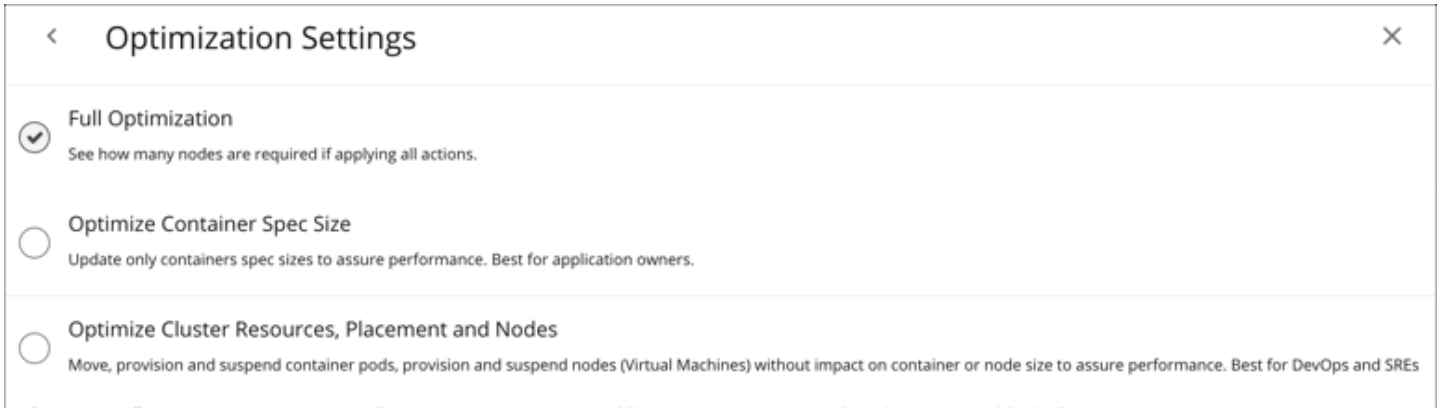 Optimization Settings
Full Optimization
See how many nodes are required if applying all actions.
Optimize Container Spec Size
Update only containers spec sizes to assure performance. Best for application owners.
Optimize Cluster Resources, Placement and Nodes
Move, provision and suspend container pods, provision and suspend nodes (Virtual Machines) without impact on container or node size to assure performance. Best for DevOps and SREs